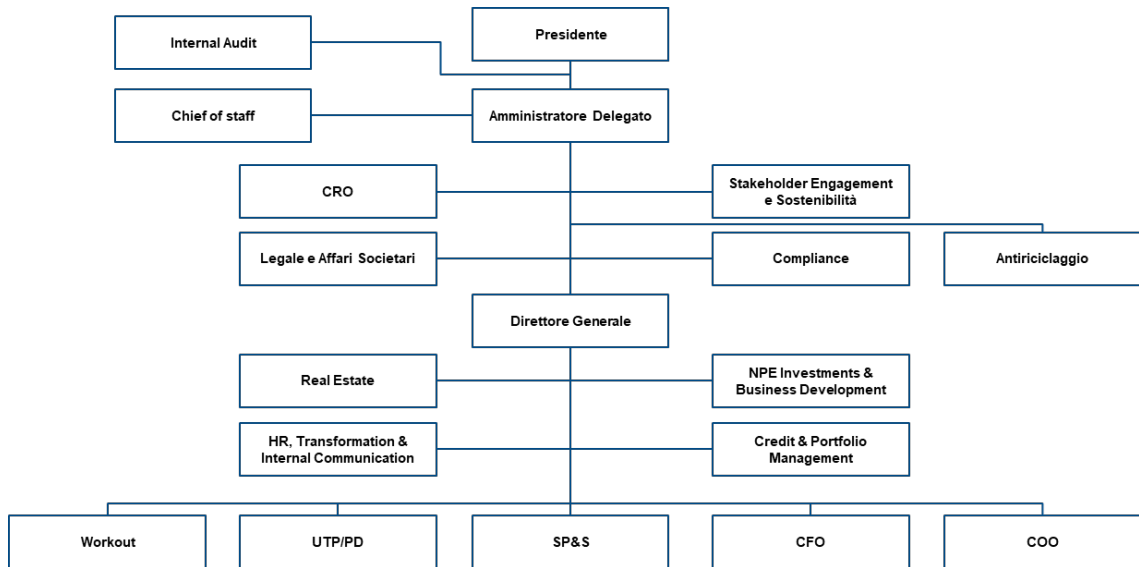 Presidente
Internal Audit
Chief of staff
Amministratore Delegato
CRO
Stakeholder Engagement
e Sostenibilità
Legale e Affari Societari
Compliance
Antiriciclaggio
Direttore Generale
Real Estate
NPE Investments &
Business Development
HR, Transformation &
Internal Communication
Credit & Portfolio
Management
Workout
UTP/PD
SP&S
CFO
COO